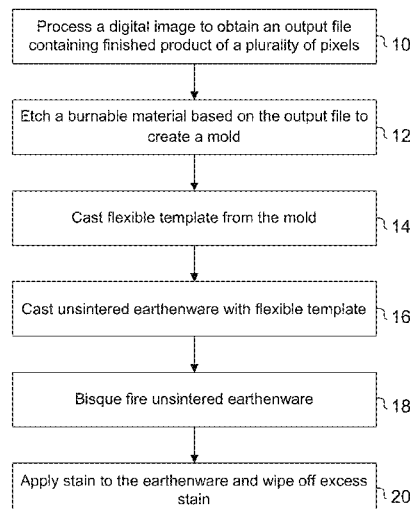 Process a digital image to obtain an output file
containing finished product of a plurality of pixels
10
Etch a burnable material based on the output file to
create a mold
12
Cast flexible template from the mold
14
Cast unsintered earthenware with flexible template
16
Bisque fire unsintered earthenware
18
Apply stain to the earthenware and wipe off excess
stain
20